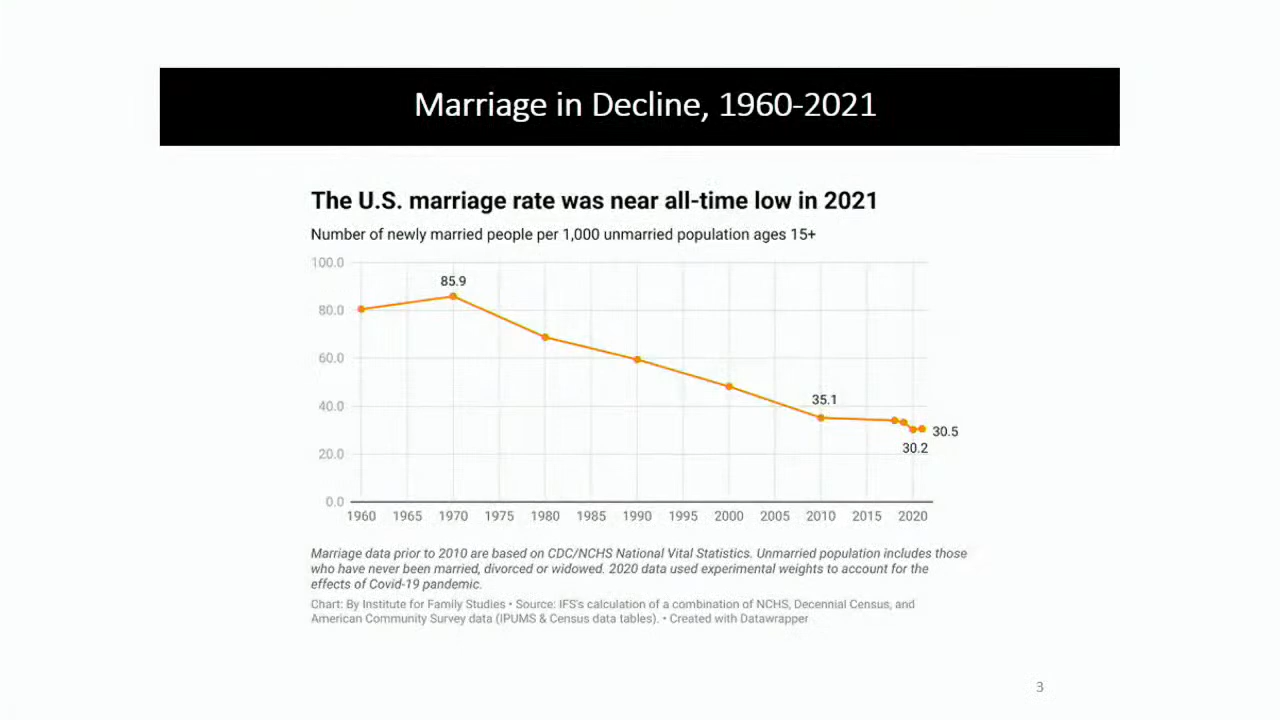 Marriage in Decline, 1960-2021
The U.S. marriage rate was near all-time low in 2021
Number of newly married people per 1,000 unmarried population ages 15+
100.0
85.9
80.0
60.0
40.0
35.1
30.5
30.2
20.0
0.0
1960 1965 1970 1975 1980 1985 1990 1995 2000 2005 2010 2015 2020
Marriage data prior to 2010 are based on CDC/NCHS National Vital Statistics. Unmarried population includes those
who have never been married, divorced or widowed. 2020 data used experimental weights to account for the
effects of Covid-19 pandemic.
Chart: By Institute for Family Studies • Source: IFS's calculation of a combination of NCHS, Decennial Census, and
American Community Survey data (IPUMS & Census data tables). • Created with Datawrapper
3